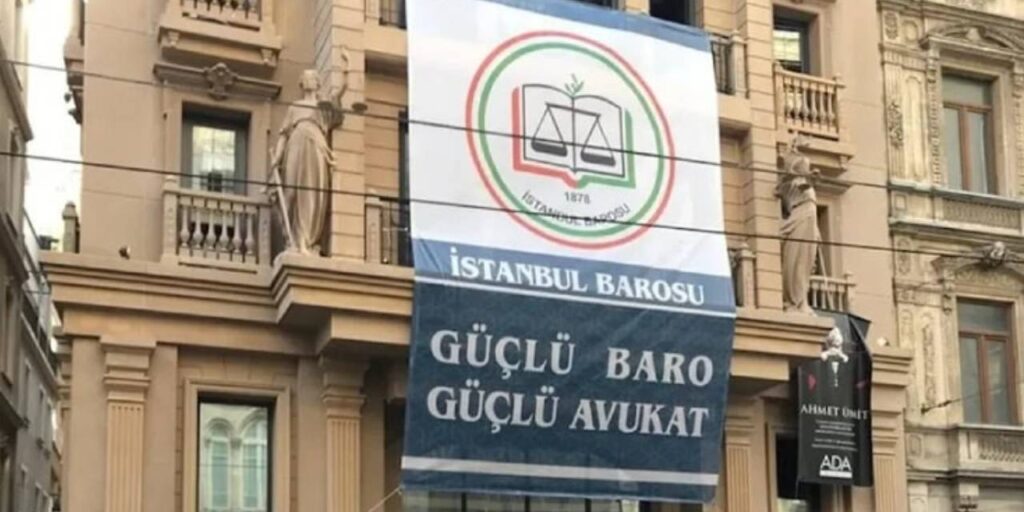 1878
İSTANBUL BAROSU
İSTANBUL BAROSU
GÜÇLÜ BARO
GÜÇLÜ AVUKAT
AHMET ÜMİT
ADA